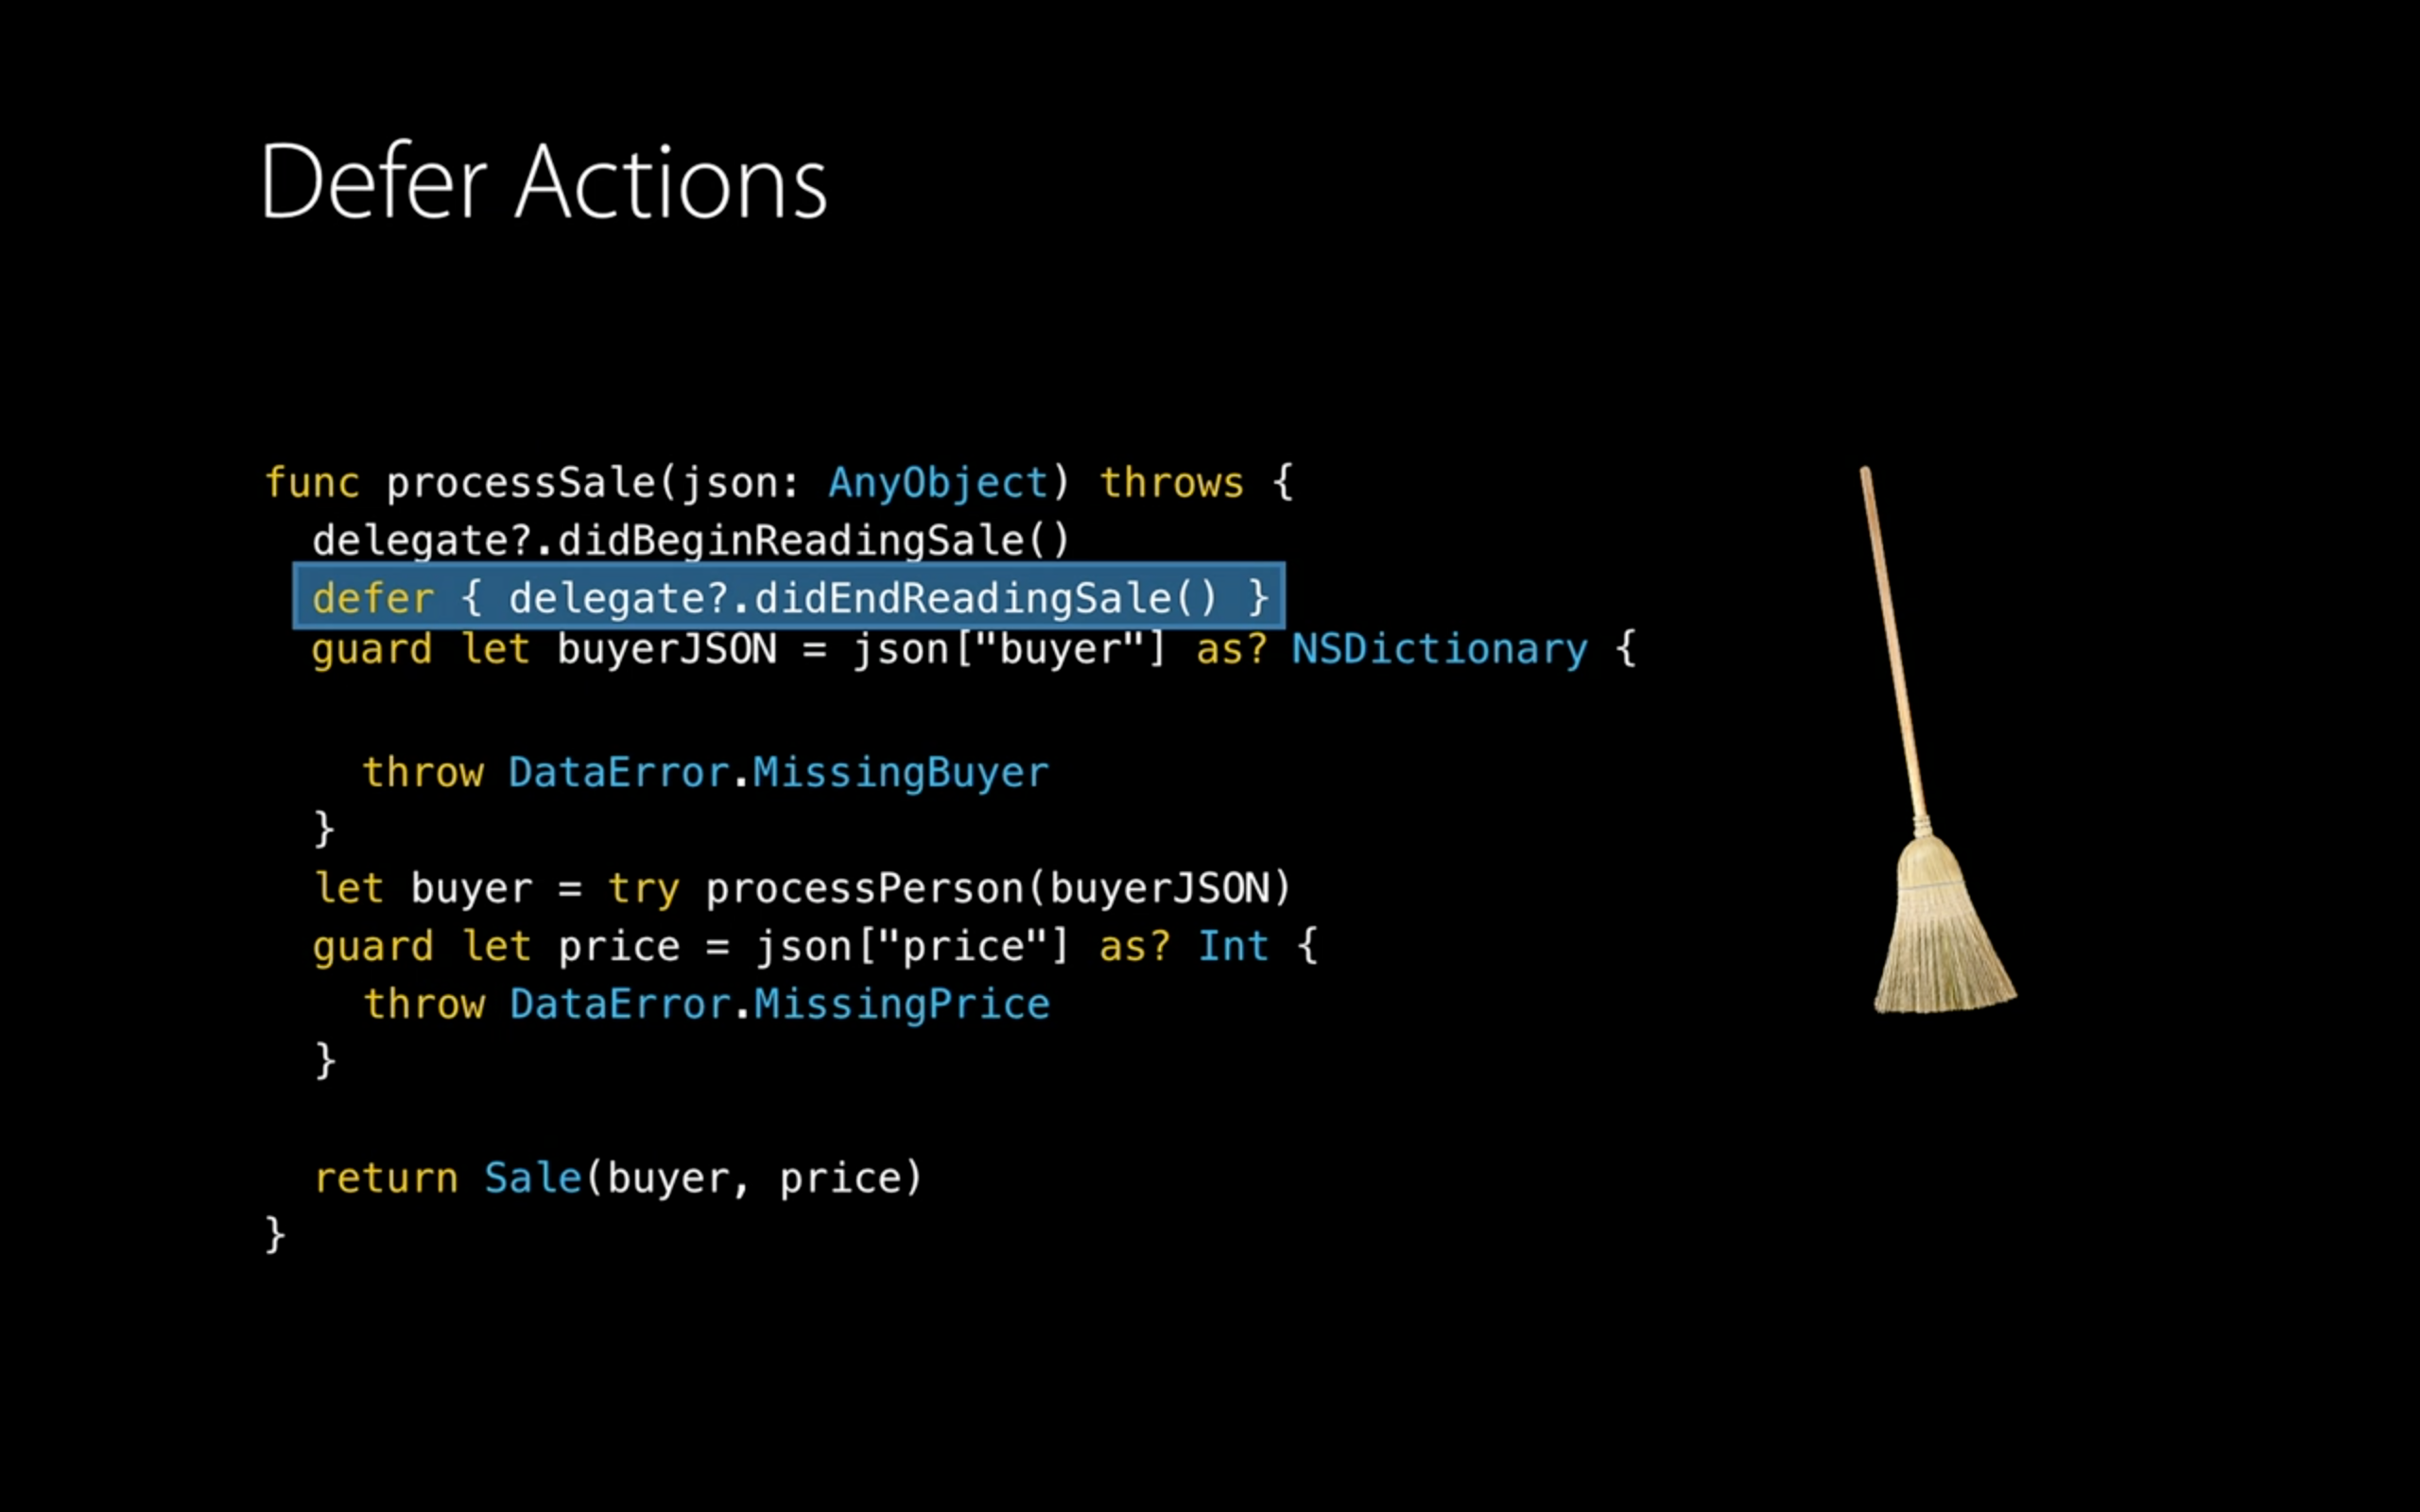 Defer Actions
func processSale(json: AnyObject) throws {
delegate?.didBeginReadingSale()
defer { delegate?.didEndReadingSale() }
guard let buyerJSON = json["buyer"] as? NSDictionary {
throw DataError.MissingBuyer
}
let buyer = try processPerson(buyerJSON)
guard let price = json["price"] as? Int {
throw DataError.MissingPrice
}
return Sale(buyer, price)
}